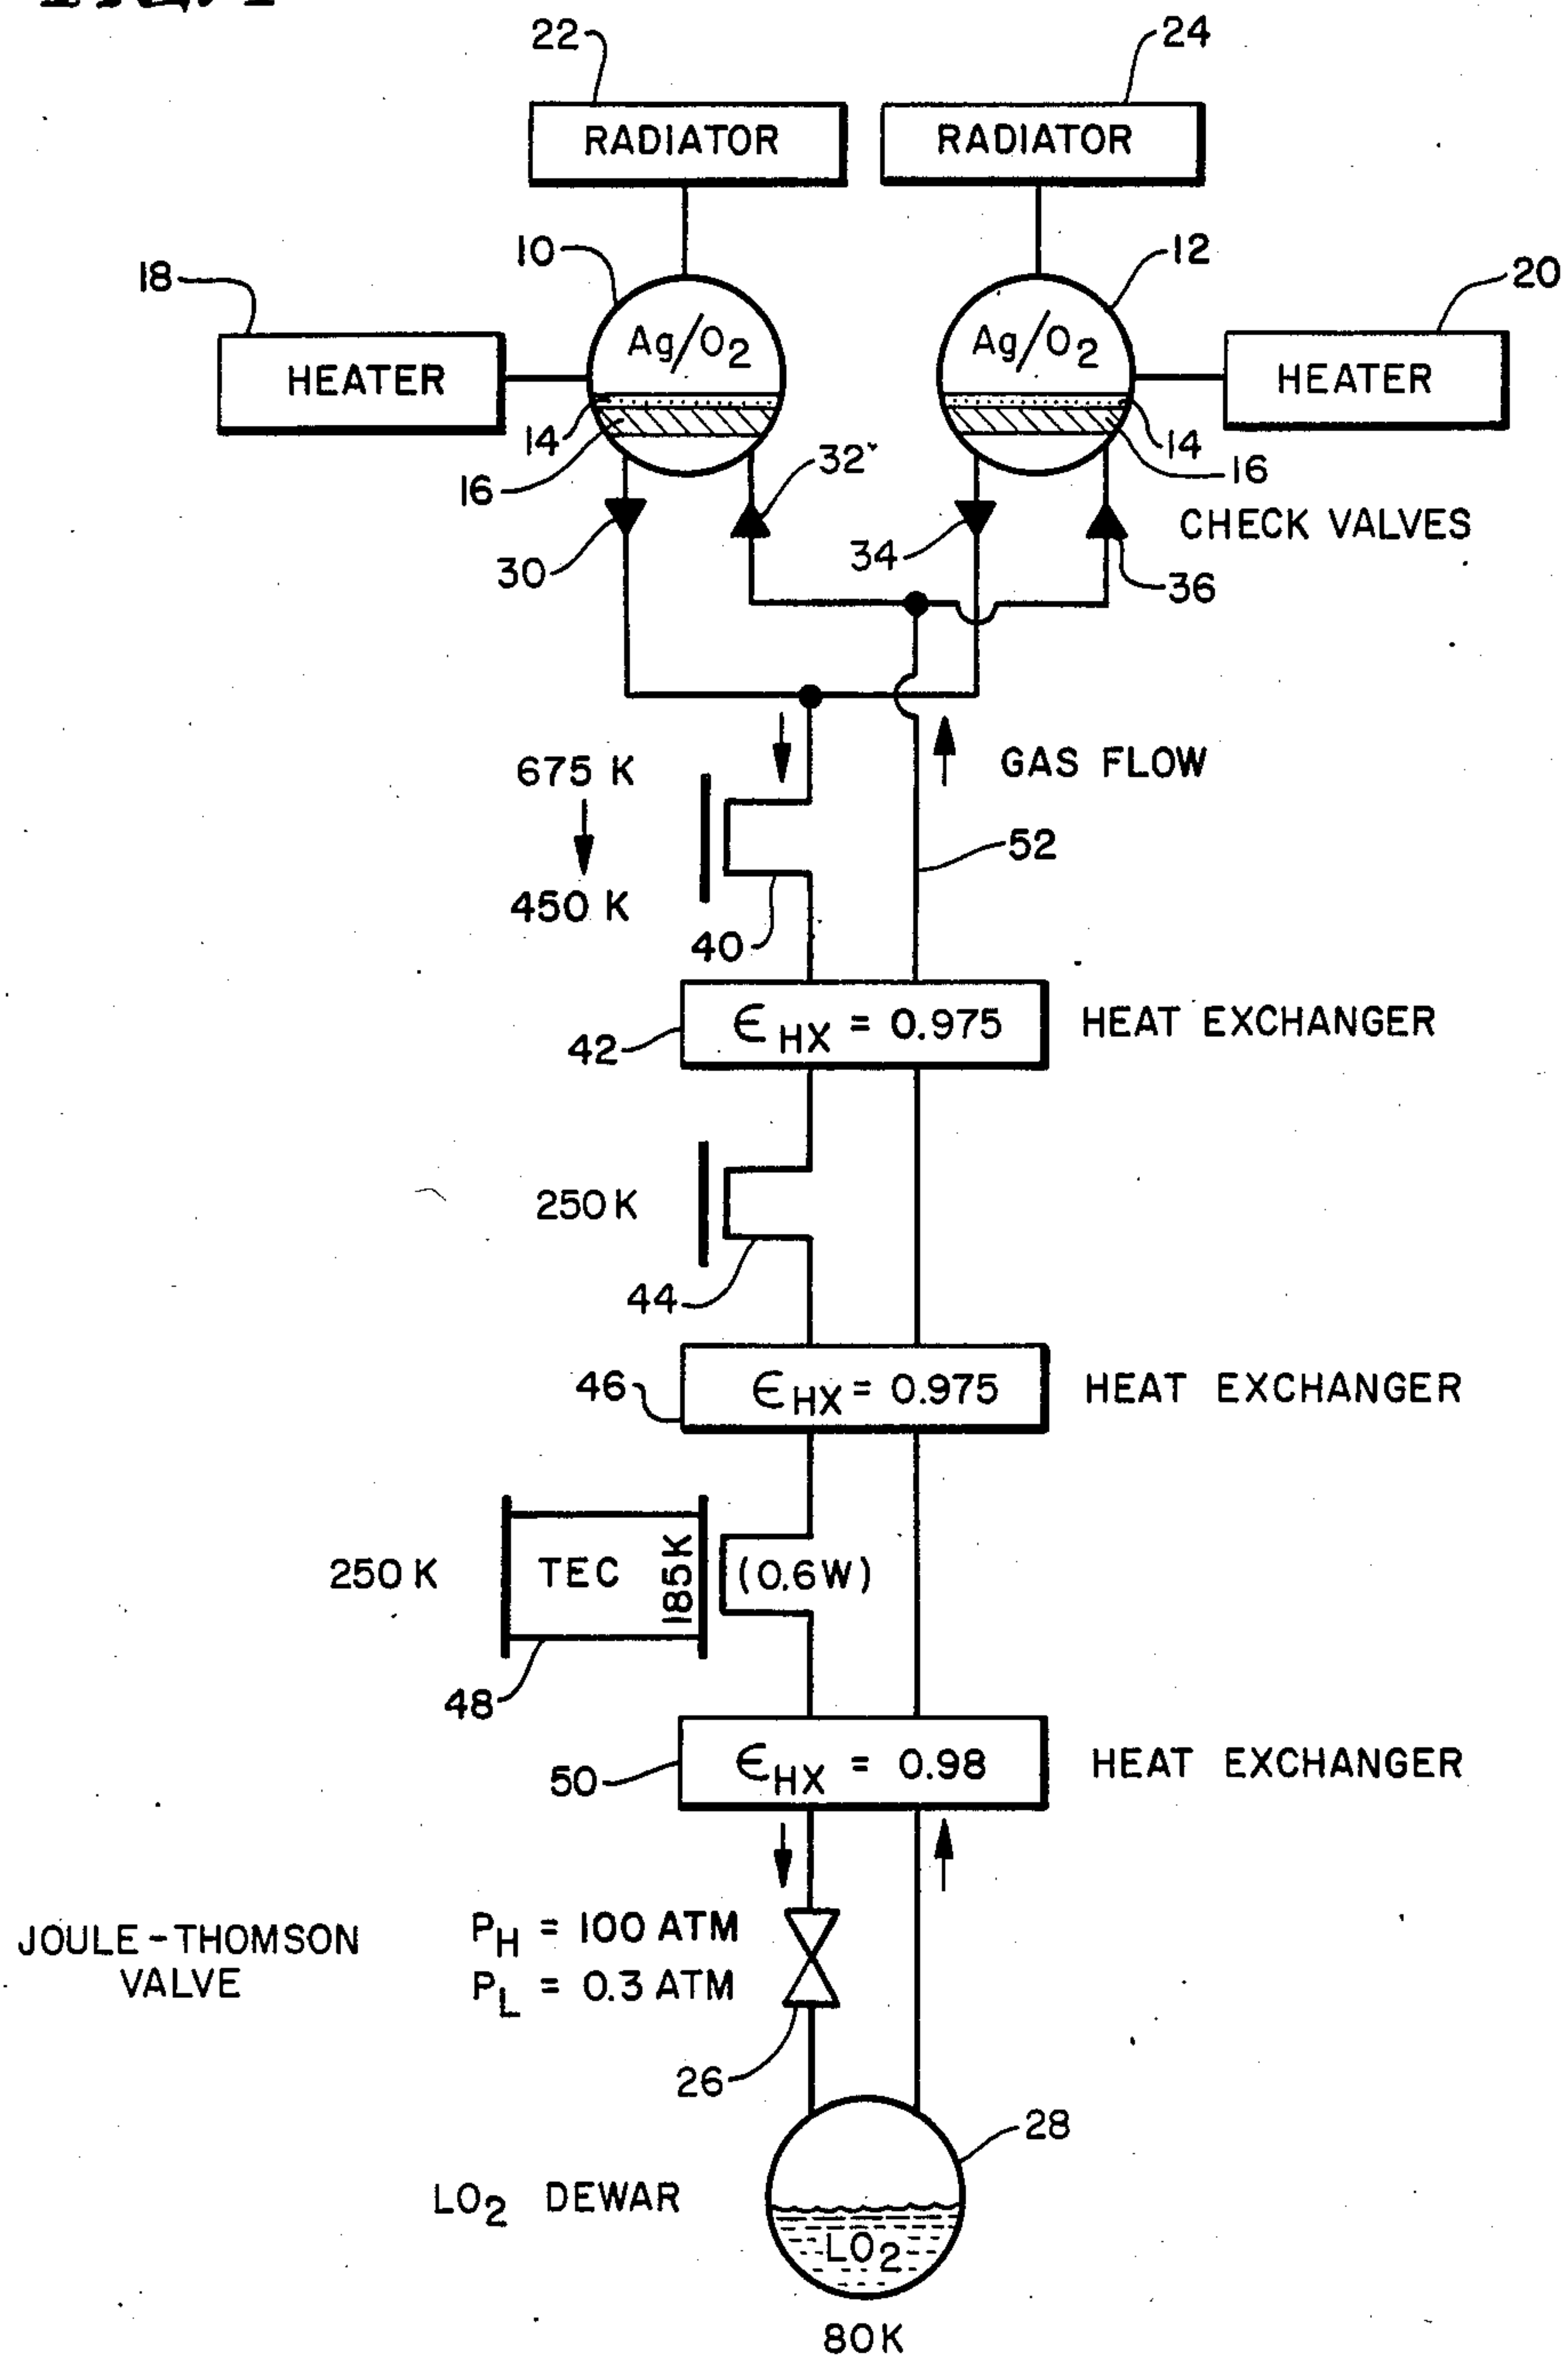 22
24
RADIATOR
RADIATOR
10
12
18
20
Ag/O2
Ag/O2
HEATER
HEATER
14
14
16
32
16
CHECK VALVES
30
34
36
675 K
GAS FLOW
450 K
52
40
ЄHX = 0.975
HEAT EXCHANGER
42
250 K
44
46
ЄHX = 0.975
HEAT EXCHANGER
250 K
TEC
185K
(0.6W)
48
ЄHX = 0.98
HEAT EXCHANGER
50
JOULE-THOMSON
VALVE
PH = 100 ATM
PL = 0.3 ATM
26
28
LO2 DEWAR
LO2
80K